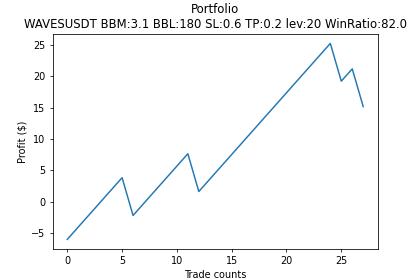 Portfolio
WAVESUSDT BBM:3.1 BBL:180 SL:0.6 TP:0.2 lev:20 WinRatio:82.0
25
20
15
10
5
0
−5
Profit ($)
0 5 10 15 20 25
Trade counts